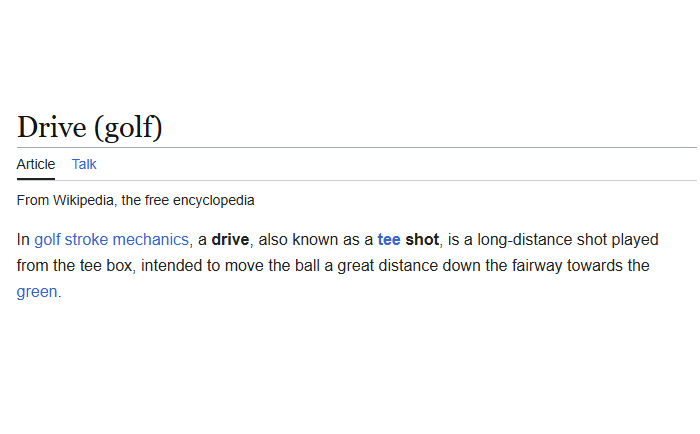 Drive (golf)
Article Talk
From Wikipedia, the free encyclopedia
In golf stroke mechanics, a drive, also known as a tee shot, is a long-distance shot played
from the tee box, intended to move the ball a great distance down the fairway towards the
green.